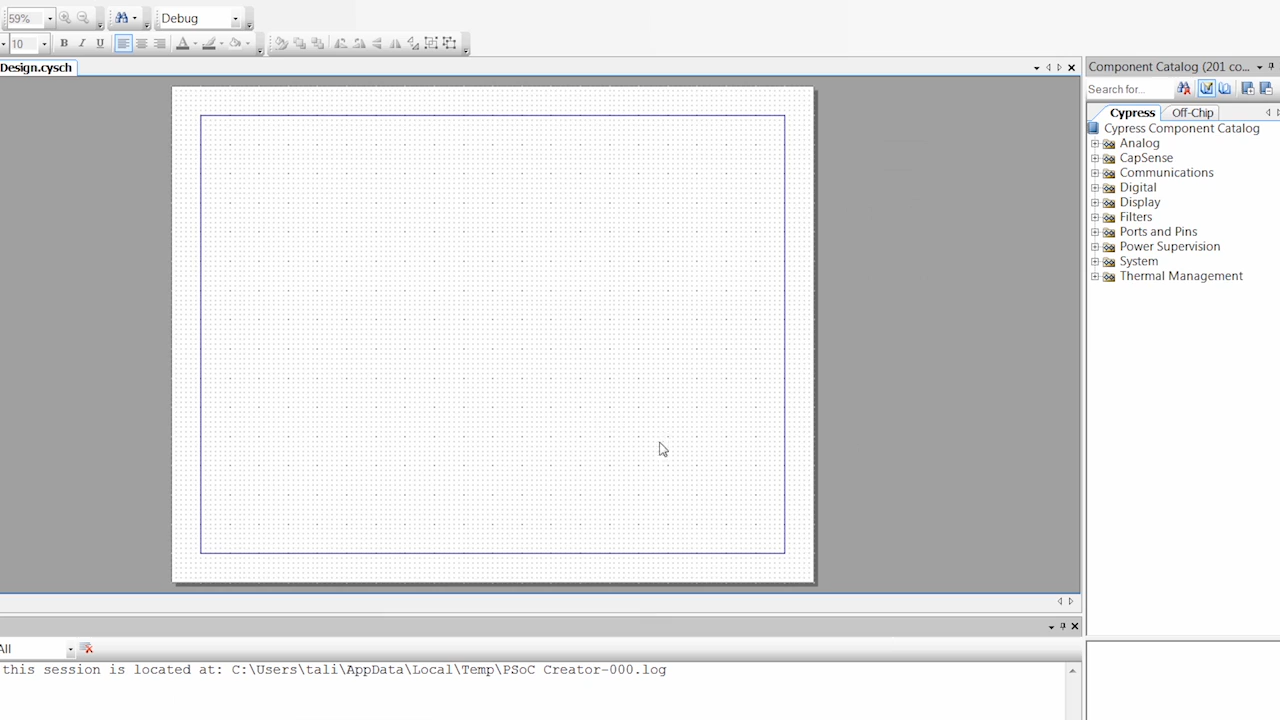 59%
Debug
10
B I U
A
Design.cysch
Component Catalog (201 co...
Search for...
Cypress
Off-Chip
Cypress Component Catalog
Analog
CapSense
Communications
Digital
Display
Filters
Ports and Pins
Power Supervision
System
Thermal Management
All
this session is located at: C:\Users\tali\AppData\Local\Temp\PSoC Creator-000.log